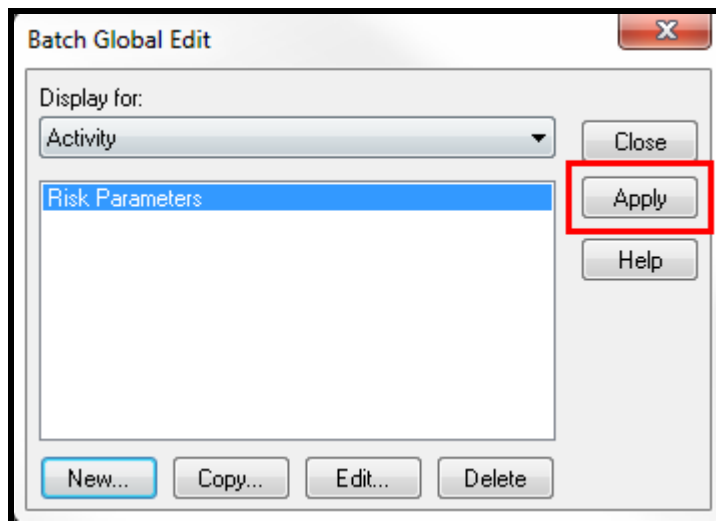 Batch Global Edit
Display for:
Activity
Close
Risk Parameters
Apply
Help
New...
Copy...
Edit...
Delete